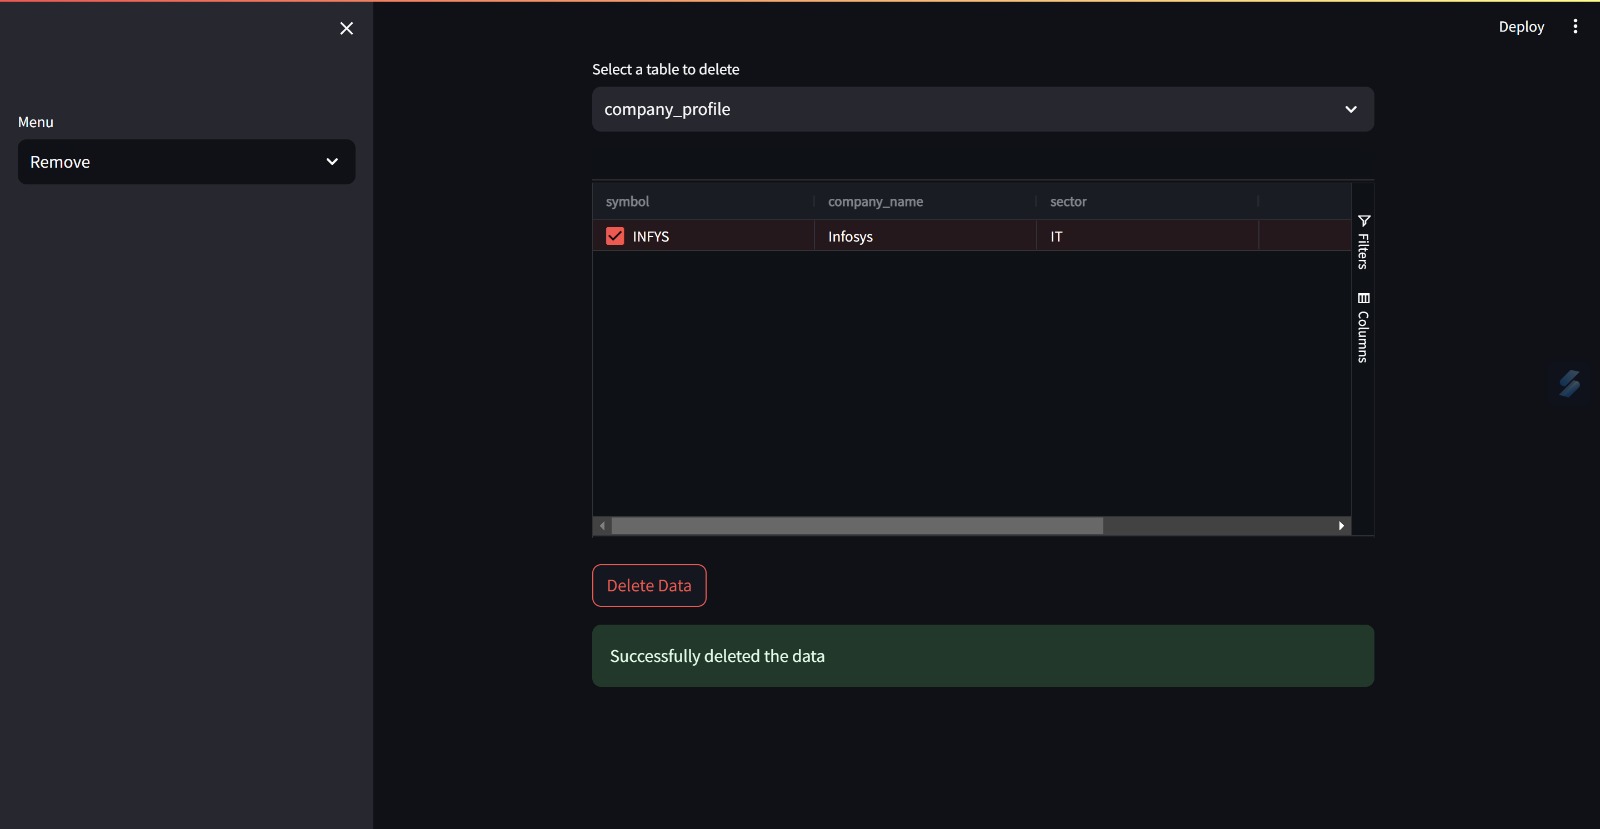 Deploy
Menu
Remove
Select a table to delete
company_profile
symbol company_name sector
INFYS Infosys IT
Filters
Columns
Delete Data
Successfully deleted the data